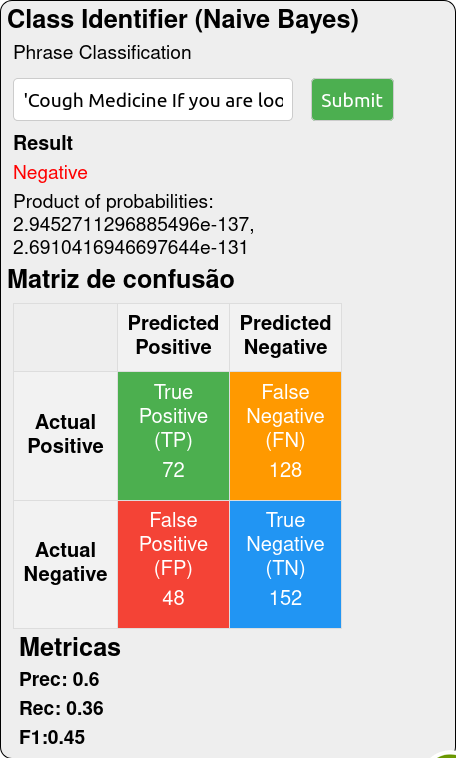 Class Identifier (Naive Bayes)
Phrase Classification
'Cough Medicine If you are loo
Submit
Result
Negative
Product of probabilities:
2.9452711296885496e-137,
2.6910416946697644e-131
Matriz de confusão
Predicted Positive
Predicted Negative
Actual Positive
True Positive (TP)
72
False Negative (FN)
128
Actual Negative
False Positive (FP)
48
True Negative (TN)
152
Metricas
Prec: 0.6
Rec: 0.36
F1:0.45